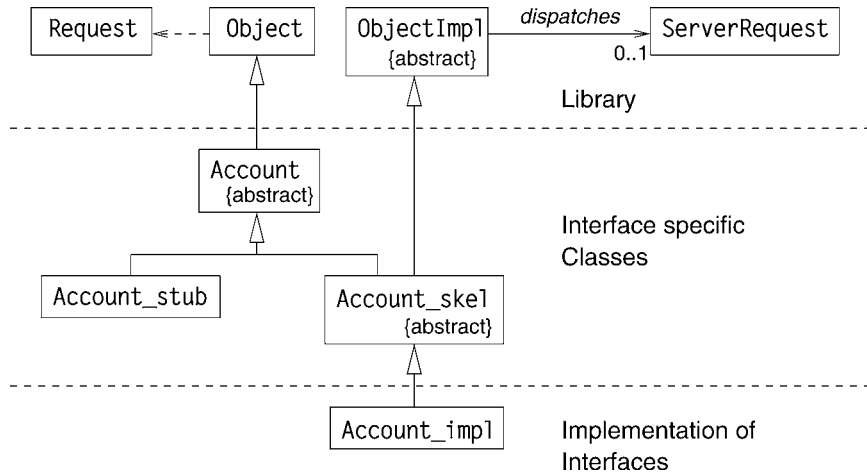 Request
Object
ObjectImpl
{abstract}
dispatches
0..1
ServerRequest
Library
Account
{abstract}
Interface specific
Classes
Account_stub
Account_skel
{abstract}
Account_impl
Implementation of
Interfaces